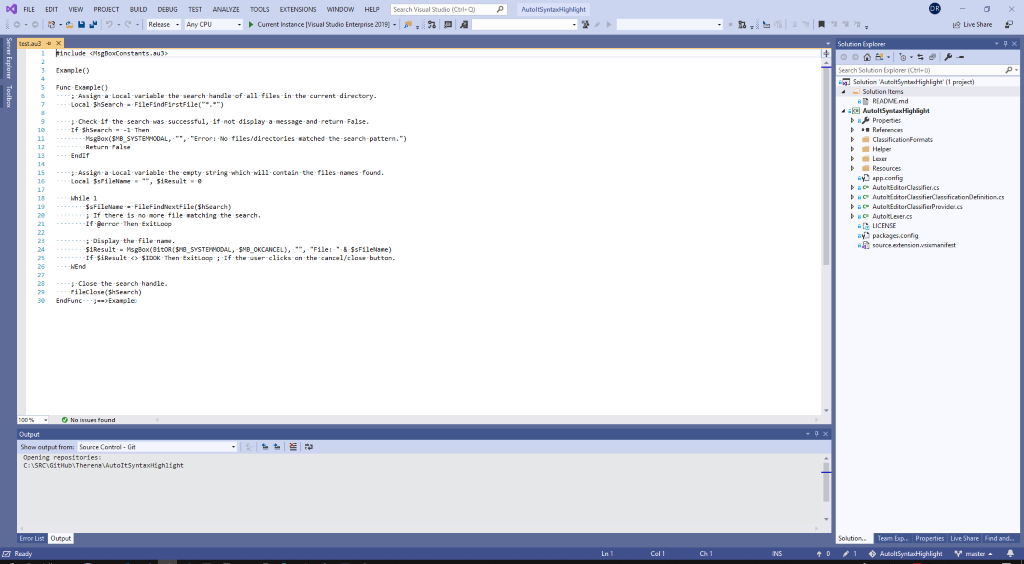 FILE EDIT VIEW PROJECT BUILD DEBUG TEST ANALYZE TOOLS EXTENSIONS WINDOW HELP Search Visual Studio (Ctrl+Q) AutoItSyntaxHighlight DR
Release Any CPU Current Instance (Visual Studio Enterprise 2019) Live Share
Server Explorer
Toolbox
test.au3
1 #include <MsgBoxConstants.au3>
2
3 Example()
4
5 Func Example()
6 ; Assign a Local variable the search handle of all files in the current directory.
7 Local $hSearch = FileFindFirstFile("*.*")
8
9 ; Check if the search was successful, if not display a message and return False.
10 If $hSearch = -1 Then
11 MsgBox($MB_SYSTEMMODAL, "", "Error: No files/directories matched the search pattern.")
12 Return False
13 EndIf
14
15 ; Assign a Local variable the empty string which will contain the files names found.
16 Local $sFileName = "", $iResult = 0
17
18 While 1
19 $sFileName = FileFindNextFile($hSearch)
20 ; If there is no more file matching the search.
21 If @error Then ExitLoop
22
23 ; Display the file name.
24 $iResult = MsgBox(BitOR($MB_SYSTEMMODAL, $MB_OKCANCEL), "", "File: " & $sFileName)
25 If $iResult <> $IDOK Then ExitLoop ; If the user clicks on the cancel/close button.
26 WEnd
27
28 ; Close the search handle.
29 FileClose($hSearch)
30 EndFunc ;==>Example
100 % No issues found
Output
Show output from: Source Control - Git
Opening repositories:
C:\SRC\GitHub\Therena\AutoItSyntaxHighlight
Error List Output
Solution Explorer
Search Solution Explorer (Ctrl+ü)
Solution 'AutoItSyntaxHighlight' (1 project)
Solution Items
README.md
AutoItSyntaxHighlight
Properties
References
ClassificationFormats
Helper
Lexer
Resources
app.config
AutoItEditorClassifier.cs
AutoItEditorClassifierClassificationDefinition.cs
AutoItEditorClassifierProvider.cs
AutoItLexer.cs
LICENSE
packages.config
source.extension.vsixmanifest
Solution... Team Exp... Properties Live Share Find and...
Ready Ln 1 Col 1 Ch 1 INS 0 1 AutoItSyntaxHighlight master